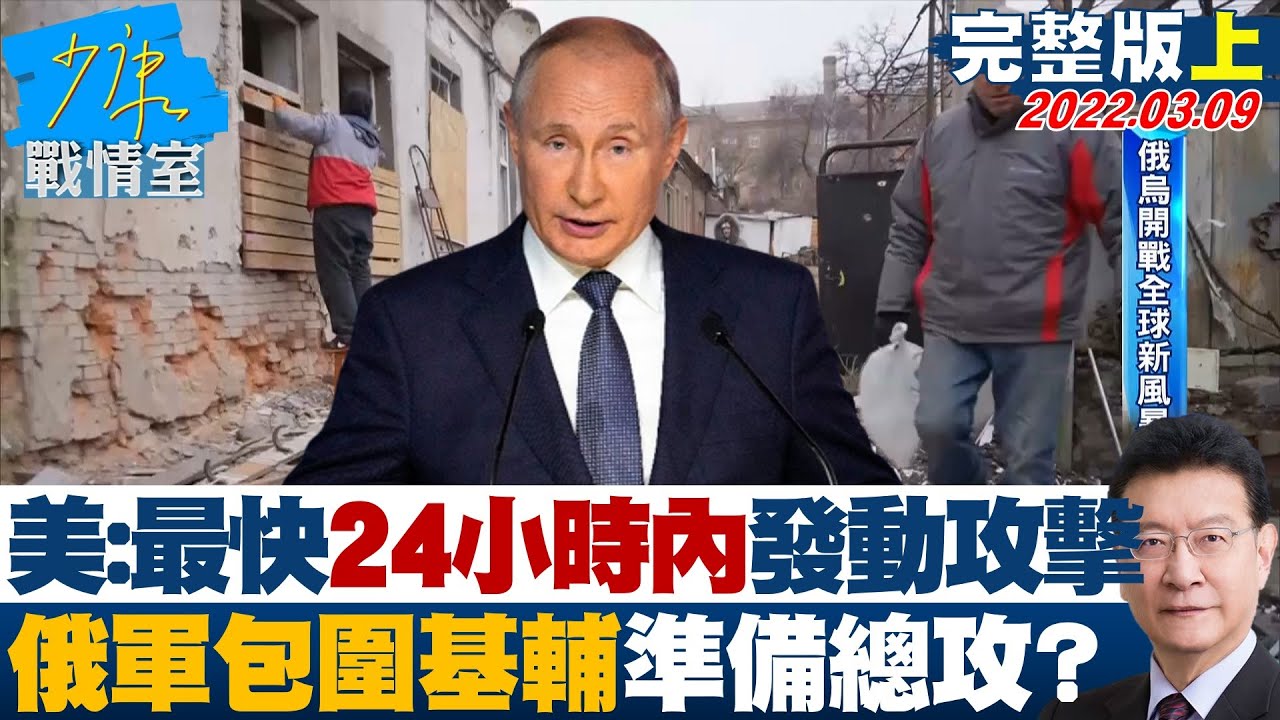 少康
戰情室
完整版上
2022.03.09
俄烏開戰全球新風暴
美:最快24小時內發動攻擊
俄軍包圍基輔準備總攻?